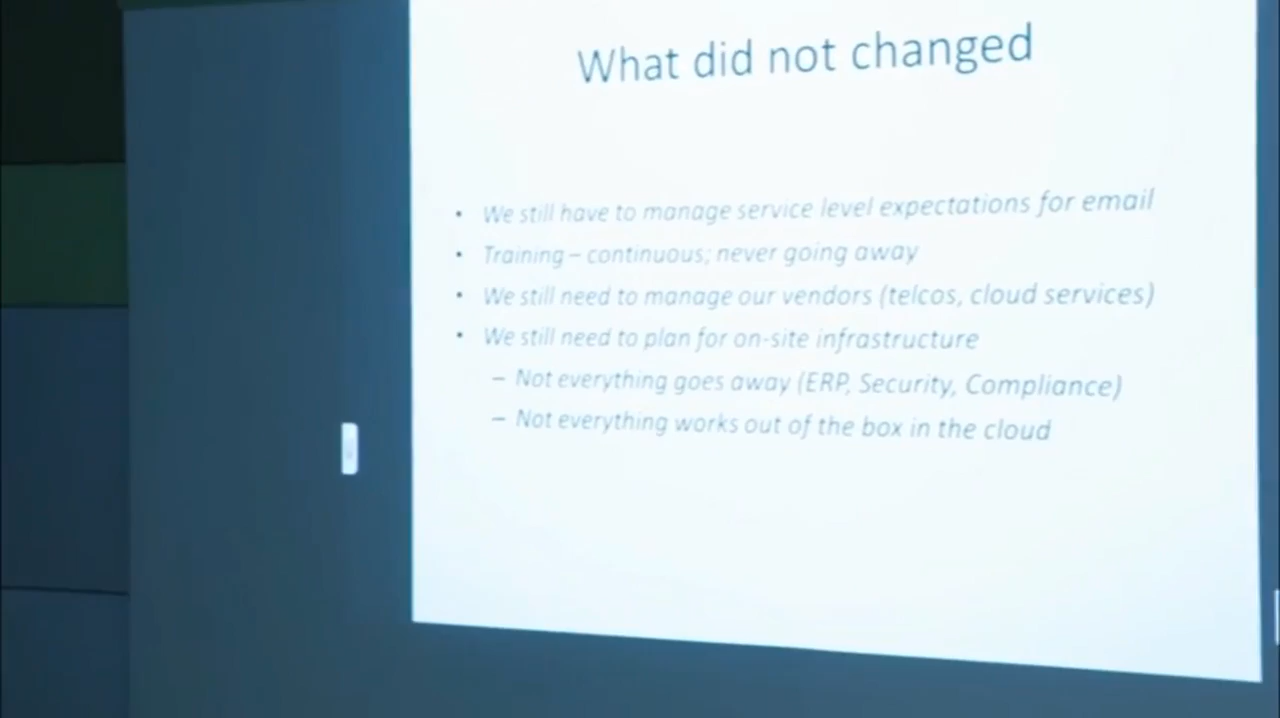 What did not changed
• We still have to manage service level expectations for email
• Training – continuous; never going away
• We still need to manage our vendors (telcos, cloud services)
• We still need to plan for on-site infrastructure
– Not everything goes away (ERP, Security, Compliance)
– Not everything works out of the box in the cloud